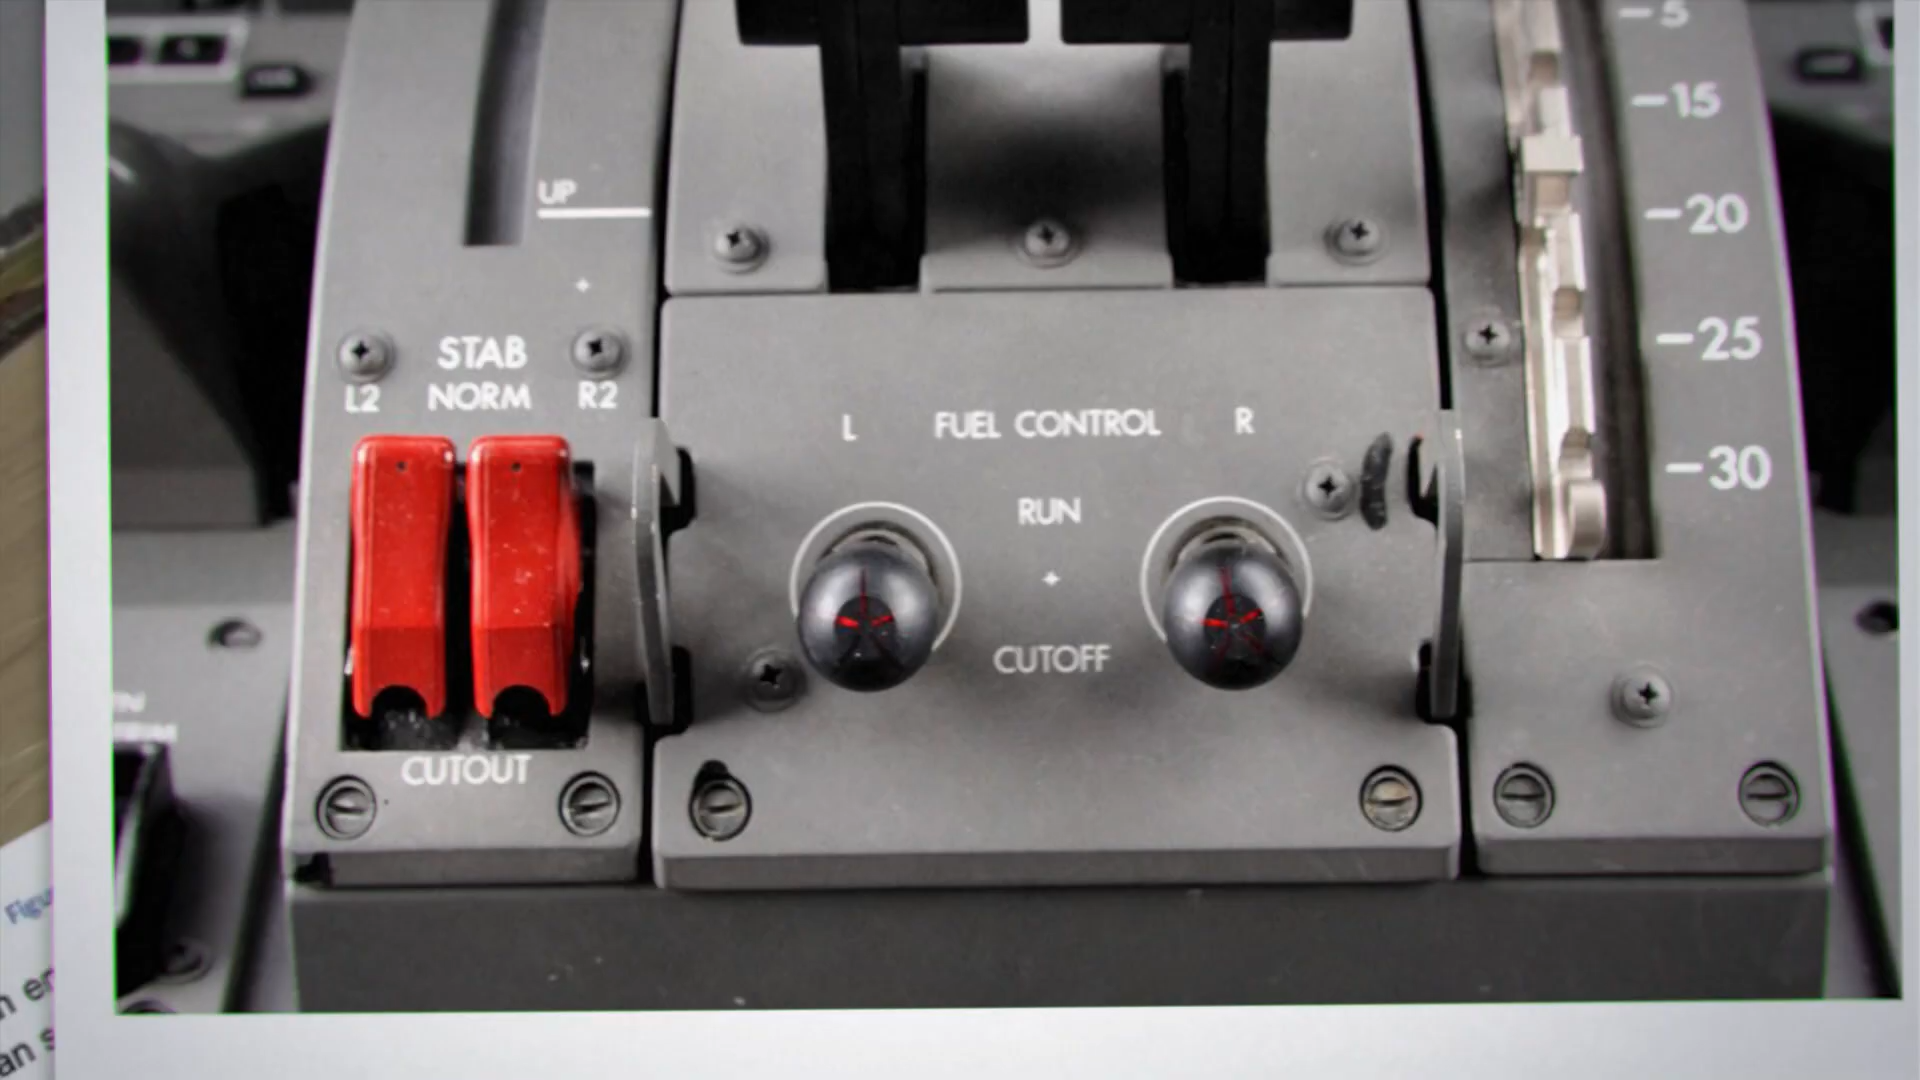 -5
-15
-20
-25
-30
UP
STAB
L2 NORM R2
CUTOUT
L FUEL CONTROL R
RUN
CUTOFF